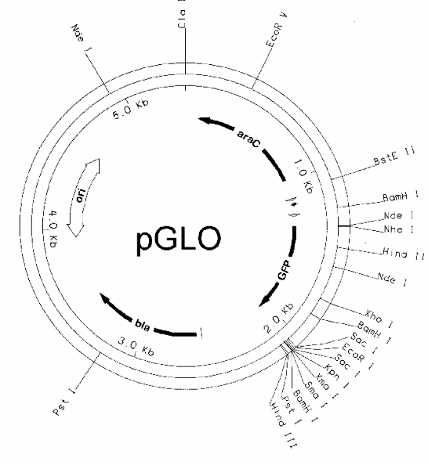 Cla I
EcoR V
Nde I
5.0 Kb
araC
1.0 Kb
BstE II
BamH I
Nde I
Nhe I
Hind II
Nde I
ori
4.0 Kb
pGLO
GFP
Xho I
BamH I
Sac I
EcoR I
Sac I
Kpn I
Xma I
Sma I
BamH I
Pst I
Hind III
2.0 Kb
bla
3.0 Kb
Pst I